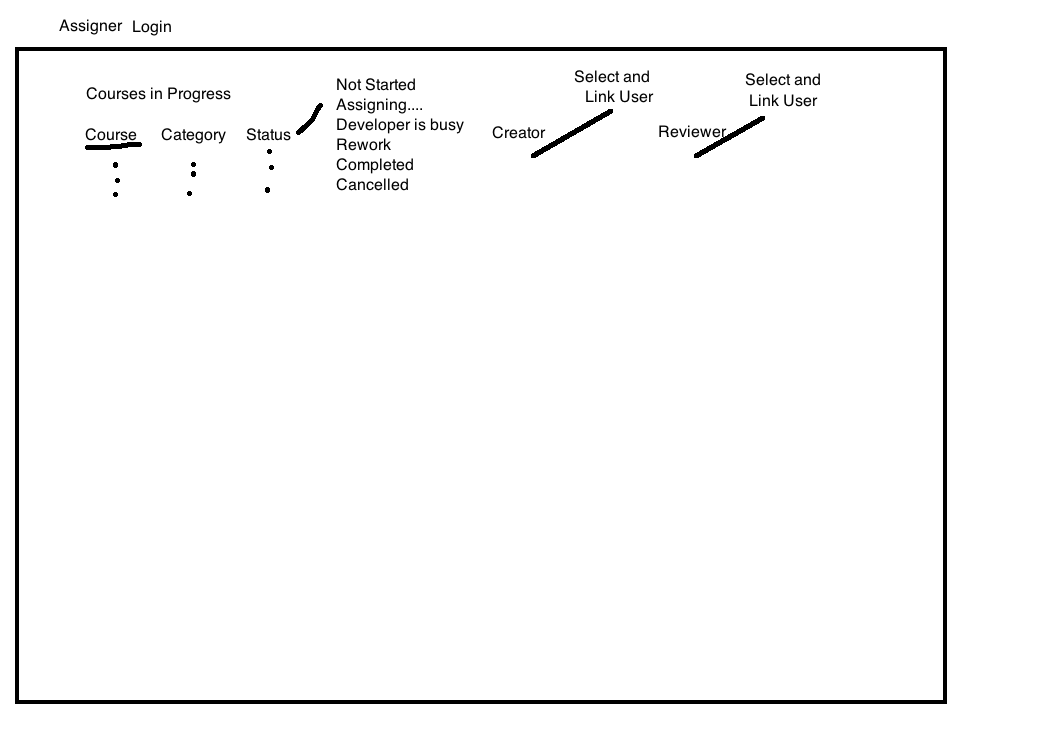 Assigner Login
Courses in Progress
Course Category Status
Not Started
Assigning....
Developer is busy
Rework
Completed
Cancelled
Creator
Select and
Link User
Reviewer
Select and
Link User